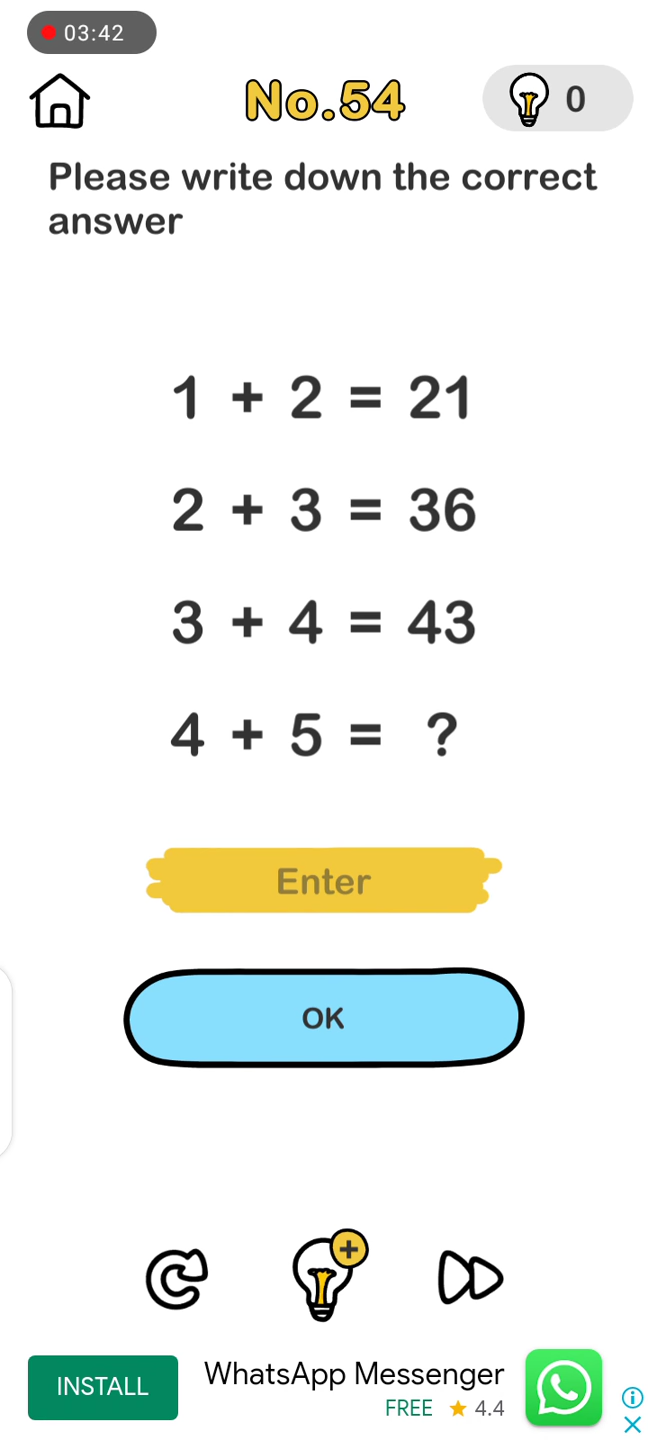 03:42
No.54
0
Please write down the correct
answer
1 + 2 = 21
2 + 3 = 36
3 + 4 = 43
4 + 5 = ?
Enter
OK
INSTALL
WhatsApp Messenger
FREE ★ 4.4